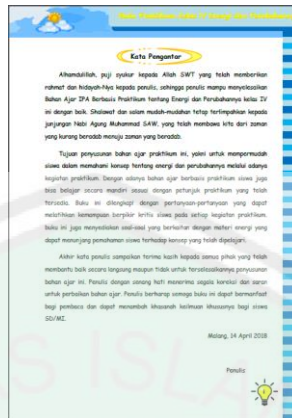 Kata Pengantar
Alhamdulillah, puji syukur kepada Allah SWT yang telah memberikan
rahmat dan hidayah-Nya kepada penulis, sehingga penulis mampu menyelesaikan
Bahan Ajar IPA Berbasis Praktikum tentang Energi dan Perubahannya kelas IV
ini dengan baik. Shalawat dan salam mudah-mudahan tetap terlimpahkan kepada
junjungan Nabi Agung Muhammad SAW, yang telah membawa kita dari zaman
yang kurang beradab menuju zaman yang beradab.
Tujuan penyusunan bahan ajar praktikum ini, yakni untuk mempermudah
siswa dalam memahami konsep tentang energi dan perubahannya melalui adanya
kegiatan praktikum. Dengan adanya bahan ajar berbasis praktikum siswa juga
bisa belajar secara mandiri sesuai dengan petunjuk praktikum yang telah
tersedia. Buku ini dilengkapi dengan pertanyaan-pertanyaan yang dapat
melatihkan kemampuan berpikir kritis siswa pada setiap kegiatan praktikum.
buku ini juga menyediakan soal-soal yang berkaitan dengan materi energi yang
dapat menunjang pemahaman siswa terhadap konsep yang telah dipelajari.
Akhir kata penulis sampaikan terima kasih kepada semua pihak yang telah
membantu baik secara langsung maupun tidak untuk terselesaikannya penyusunan
bahan ajar ini. Penulis dengan senang hati menerima segala koreksi dan saran
untuk perbaikan bahan ajar. Penulis berharap semoga buku ini dapat bermanfaat
bagi pembaca dan dapat menambah khasanah keilmuan khususnya bagi siswa
SD/MI.
Malang, 14 April 2018
Penulis